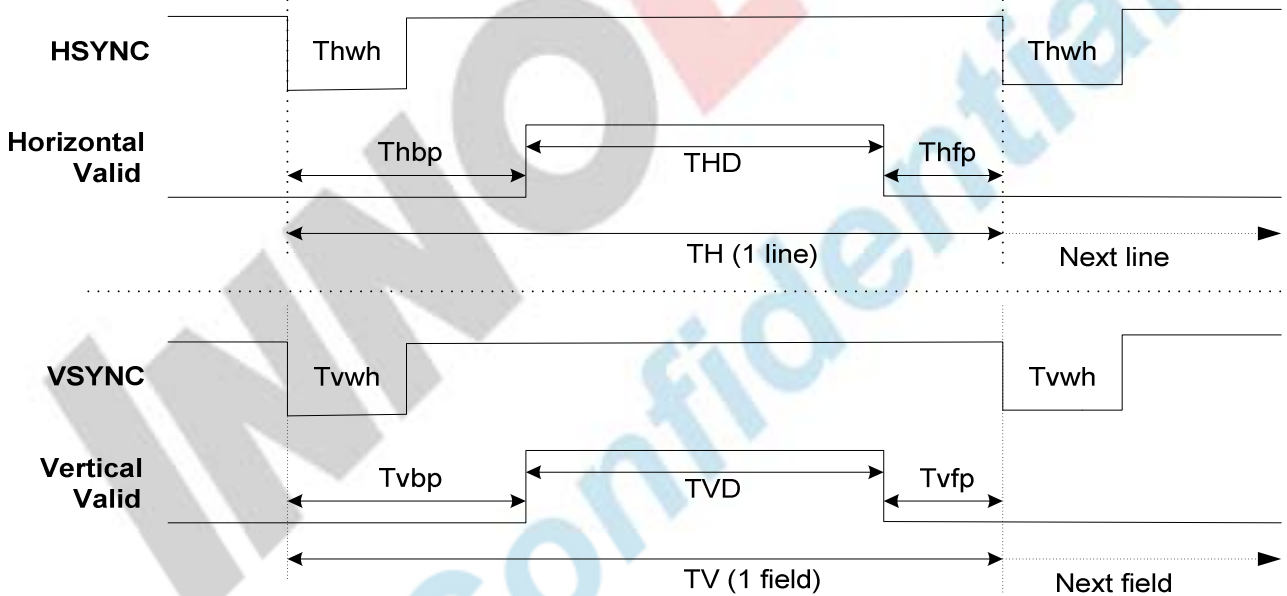 HSYNC
Thwh
Thwh
Horizontal
Valid
Thbp
THD
Thfp
TH (1 line)
Next line
VSYNC
Tvwh
Tvwh
Vertical
Valid
Tvbp
TVD
Tvfp
TV (1 field)
Next field
INNO
Confidential